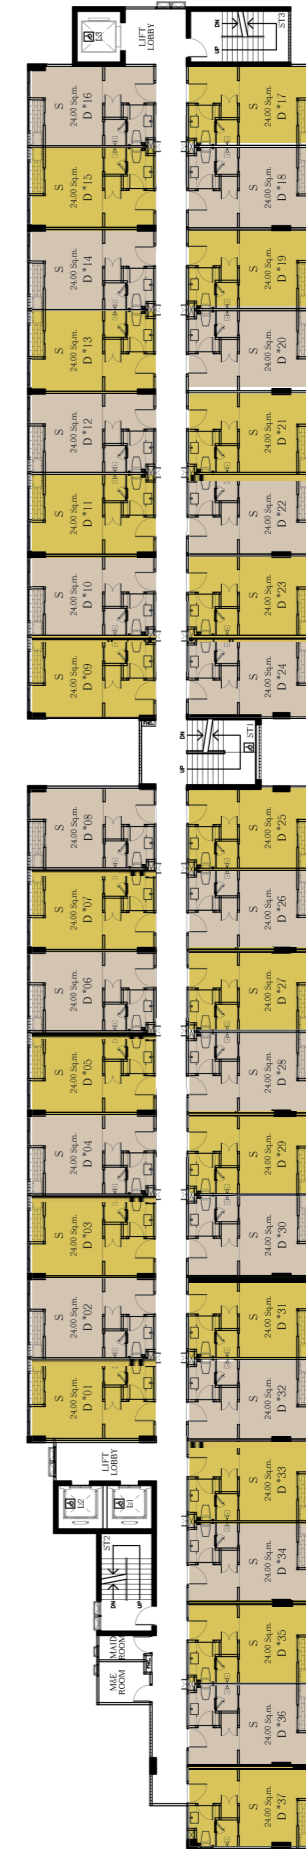 L3
LIFT
LOBBY
DN
UP
ST3
S
24.00 Sq.m.
D *16
S
24.00 Sq.m.
D *17
S
24.00 Sq.m.
D *15
S
24.00 Sq.m.
D *18
S
24.00 Sq.m.
D *14
S
24.00 Sq.m.
D *19
S
24.00 Sq.m.
D *13
S
24.00 Sq.m.
D *20
S
24.00 Sq.m.
D *12
S
24.00 Sq.m.
D *21
S
24.00 Sq.m.
D *11
S
24.00 Sq.m.
D *22
S
24.00 Sq.m.
D *10
S
24.00 Sq.m.
D *23
S
24.00 Sq.m.
D *09
S
24.00 Sq.m.
D *24
DN
UP
ST1
S
24.00 Sq.m.
D *08
S
24.00 Sq.m.
D *25
S
24.00 Sq.m.
D *07
S
24.00 Sq.m.
D *26
S
24.00 Sq.m.
D *06
S
24.00 Sq.m.
D *27
S
24.00 Sq.m.
D *05
S
24.00 Sq.m.
D *28
S
24.00 Sq.m.
D *04
S
24.00 Sq.m.
D *29
S
24.00 Sq.m.
D *03
S
24.00 Sq.m.
D *30
S
24.00 Sq.m.
D *02
S
24.00 Sq.m.
D *31
S
24.00 Sq.m.
D *01
S
24.00 Sq.m.
D *32
LIFT
LOBBY
S
24.00 Sq.m.
D *33
L2
L1
S
24.00 Sq.m.
D *34
ST2
DN
UP
S
24.00 Sq.m.
D *35
MAID
ROOM
M&E
ROOM
S
24.00 Sq.m.
D *36
S
24.00 Sq.m.
D *37